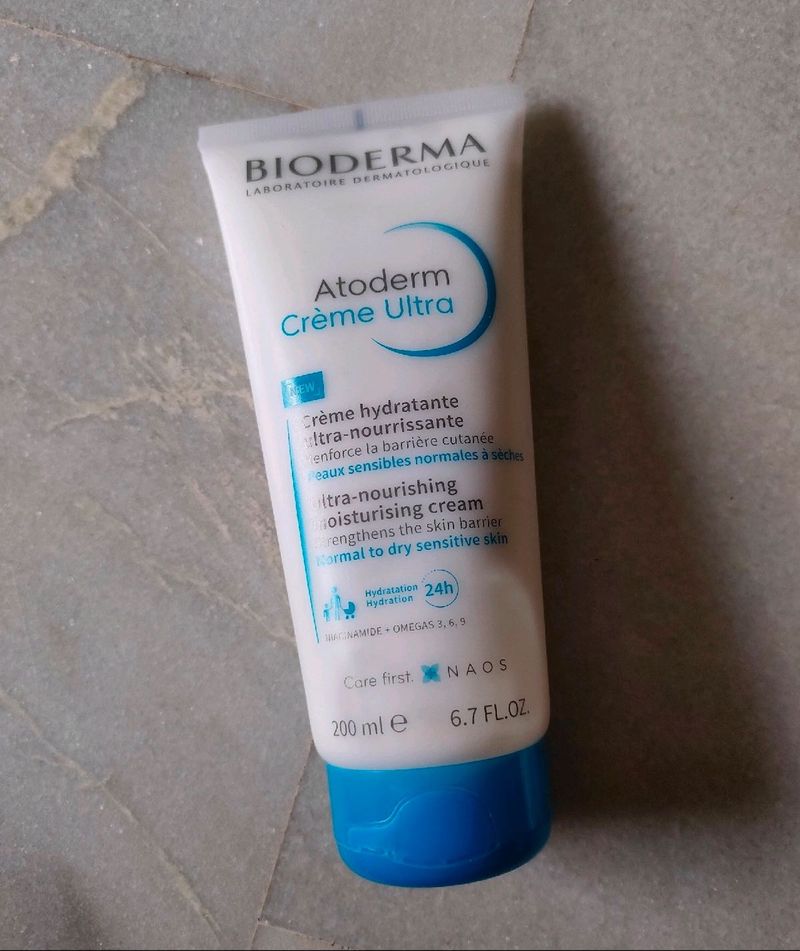 BIODERMA
LABORATOIRE DERMATOLOGIQUE
Atoderm
Crème Ultra
NEW
Crème hydratante
ultra-nourrissante
Renforce la barrière cutanée
Peaux sensibles normales à sèches
Ultra-nourishing
moisturising cream
Strengthens the skin barrier
Normal to dry sensitive skin
Hydratation
Hydration
24h
NIACINAMIDE + OMEGAS 3, 6, 9
Care first. NAOS
200 ml ℮ 6.7 FL.OZ.